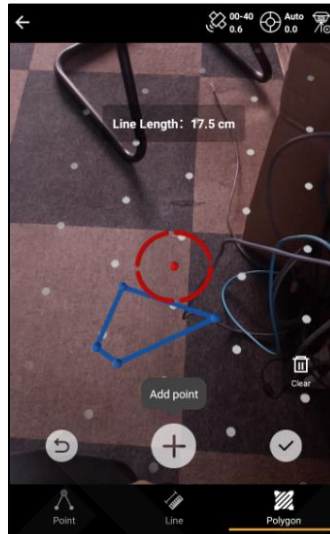 00-40
0.6
Auto
0.0
Line Length: 17.5 cm
Clear
Add point
Point
Line
Polygon